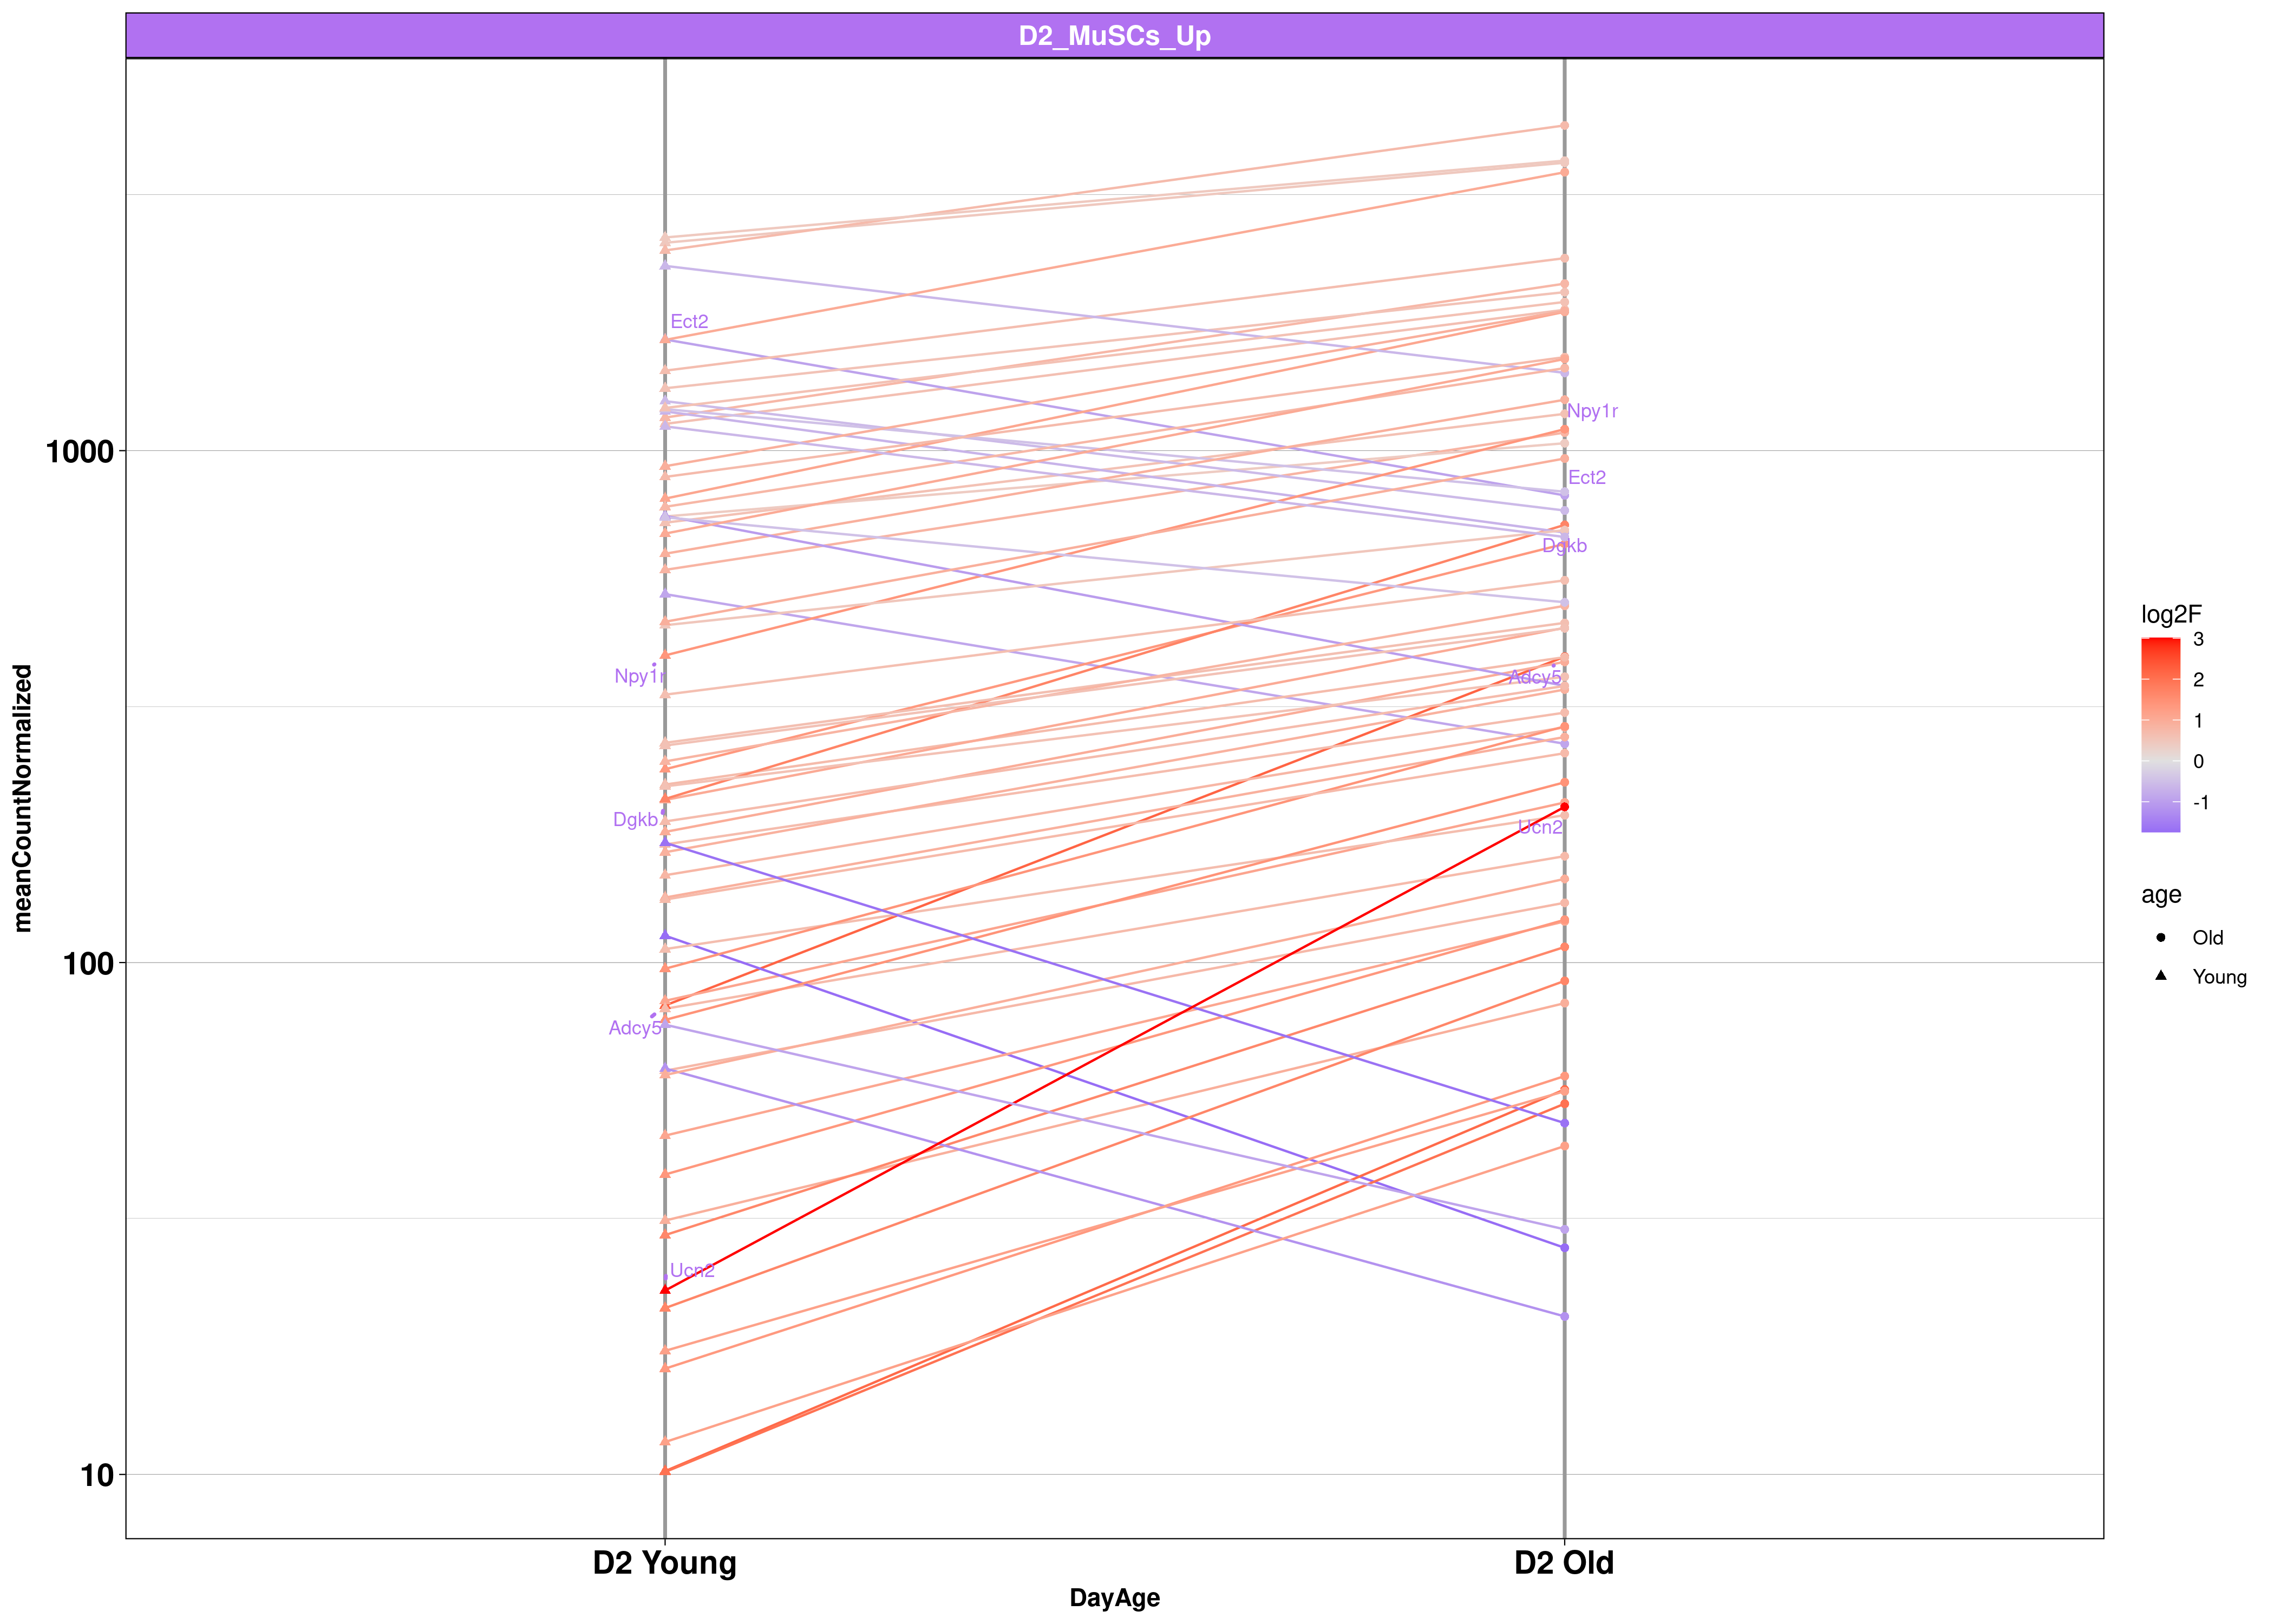 D2_MuSCs_Up
Ect2
Npy1r
Ect2
Dgkb
Npy1r
Adcy5
Dgkb
Ucn2
Adcy5
Ucn2
1000
100
10
meanCountNormalized
D2 Young
D2 Old
DayAge
log2F
3
2
1
0
-1
age
Old
Young